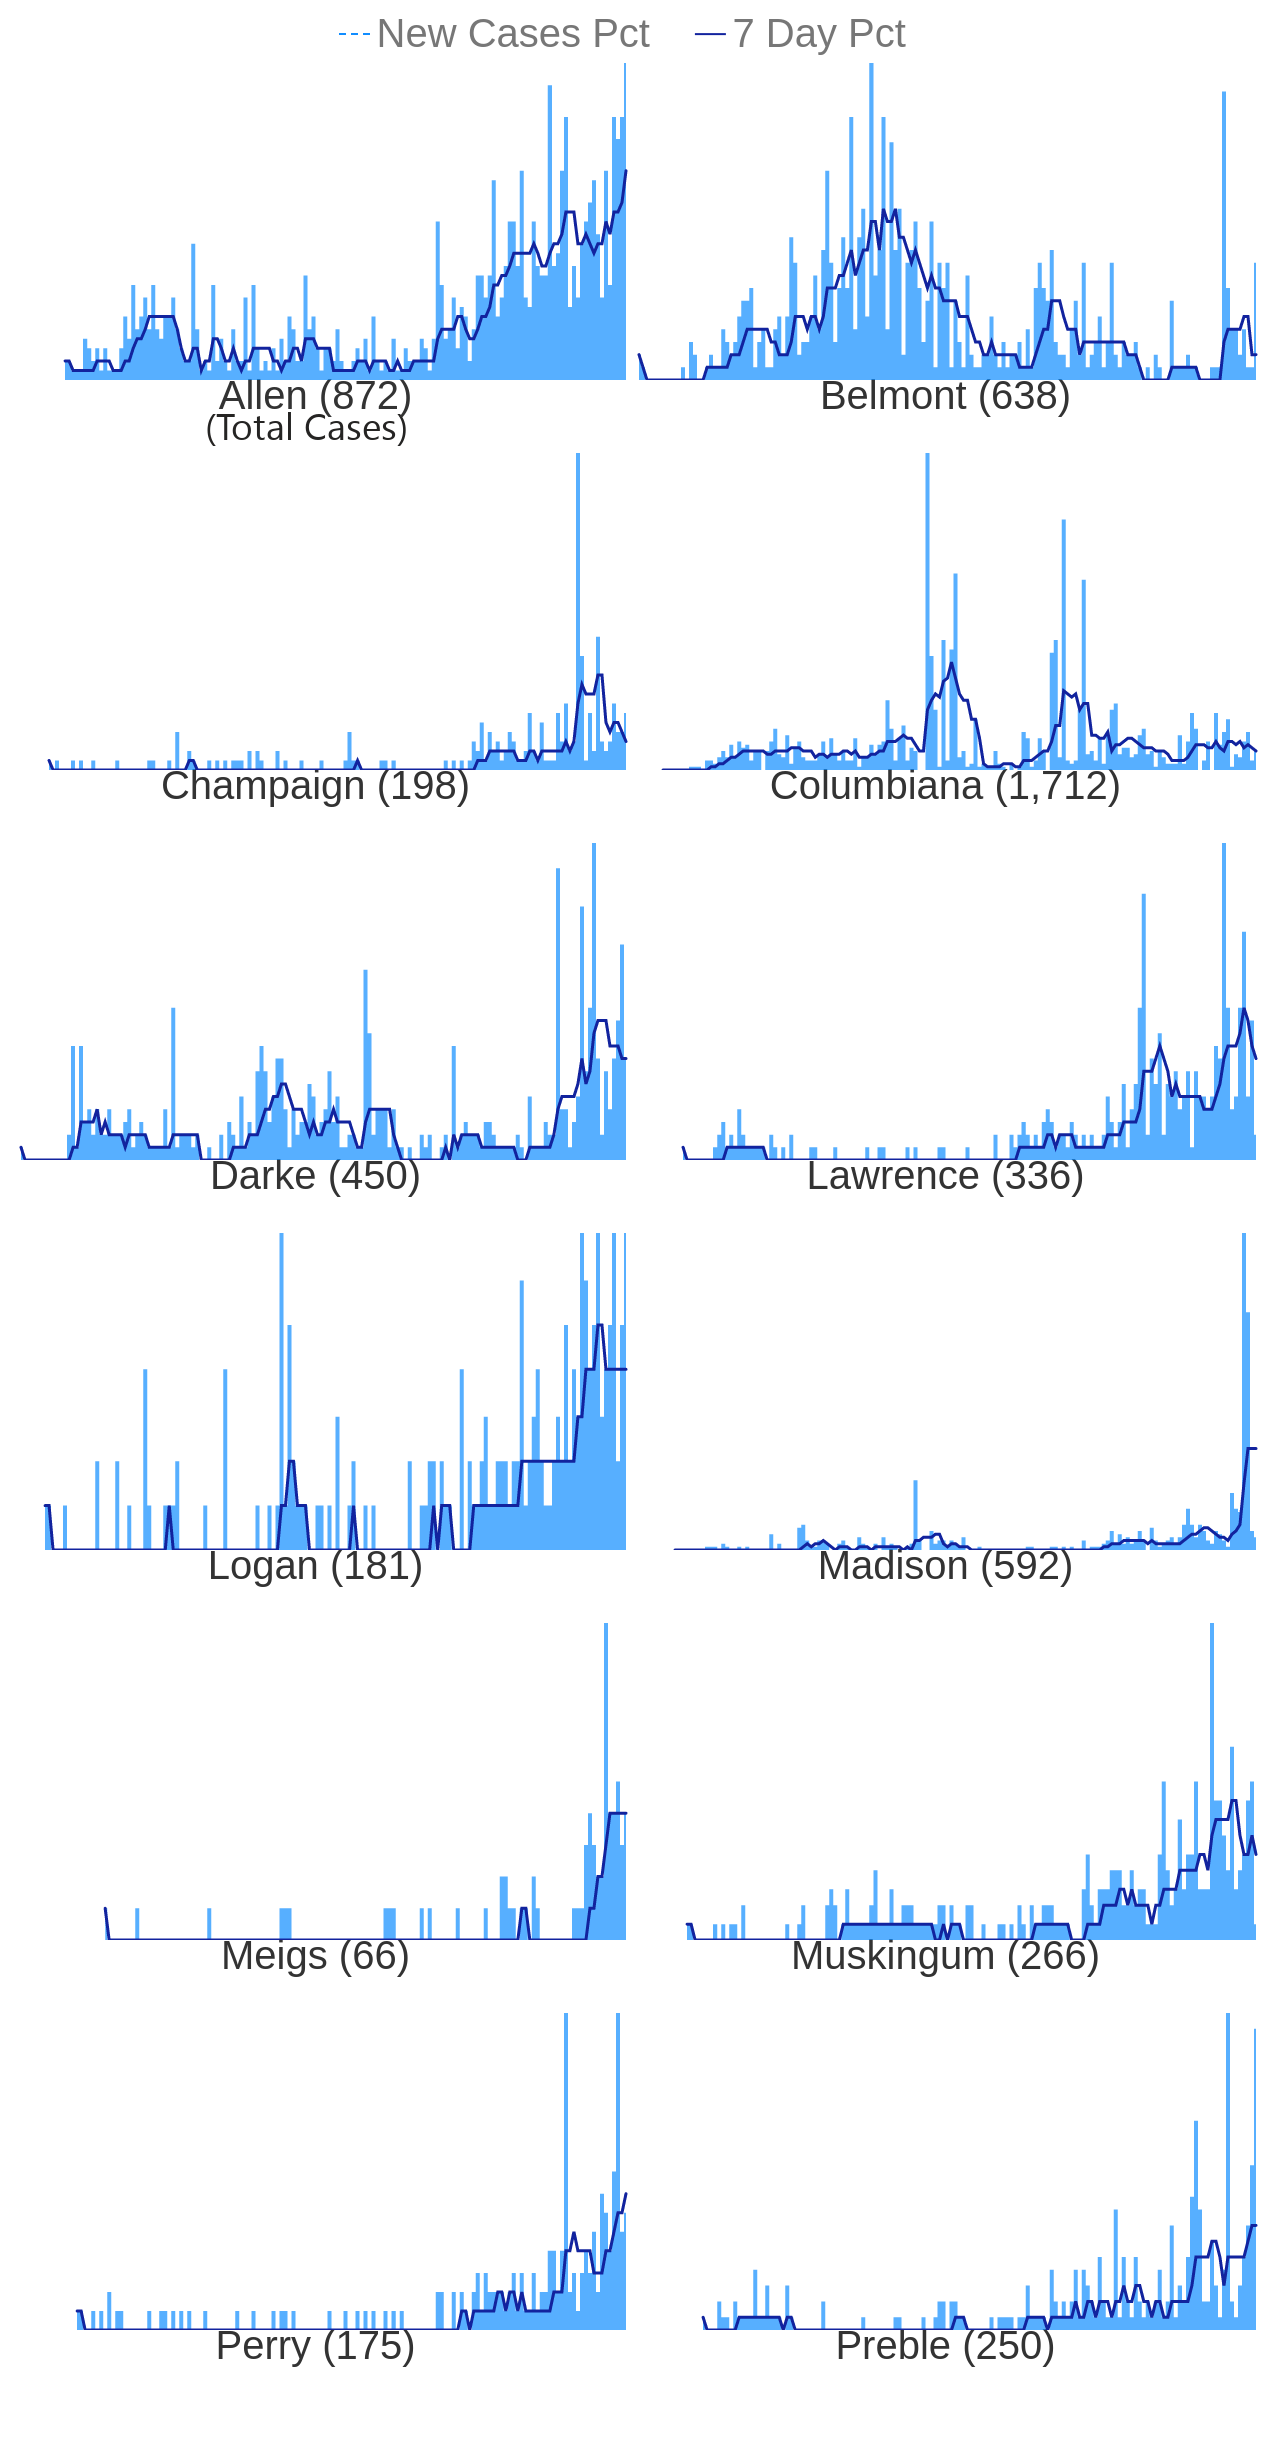 New Cases Pct 7 Day Pct
Allen (872) Belmont (638)
(Total Cases)
Champaign (198) Columbiana (1,712)
Darke (450) Lawrence (336)
Logan (181) Madison (592)
Meigs (66) Muskingum (266)
Perry (175) Preble (250)